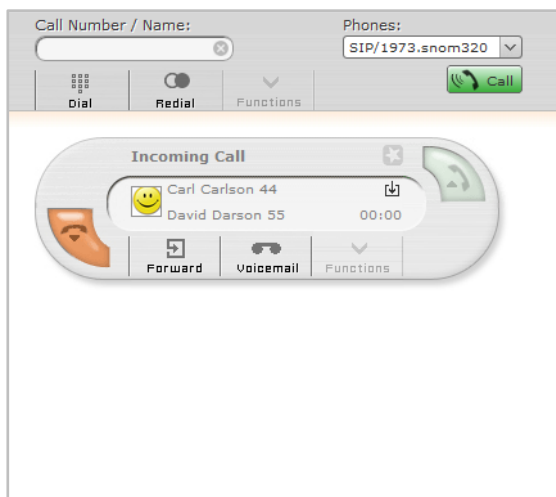 Call Number / Name:
Phones:
SIP/1973.snom320
Call
Dial
Redial
Functions
Incoming Call
Carl Carlson 44
David Darson 55
00:00
Forward
Voicemail
Functions